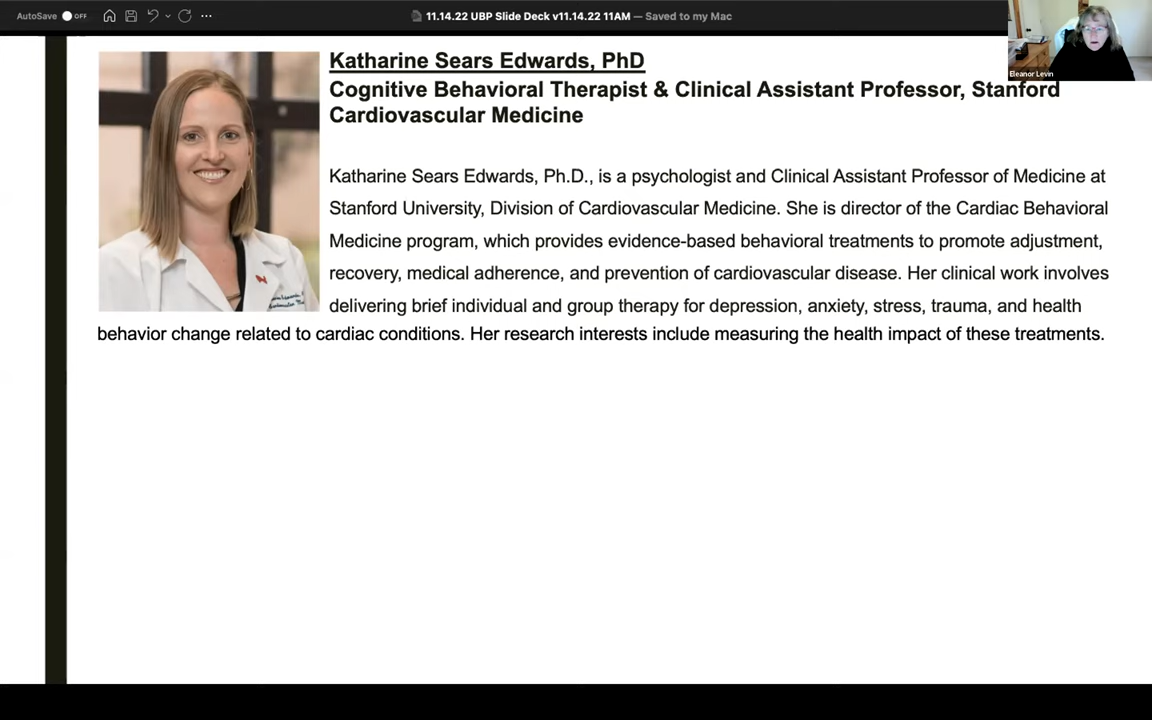 AutoSave OFF
11.14.22 UBP Slide Deck v11.14.22 11AM — Saved to my Mac
Eleanor Levin
Katharine Sears Edwards, PhD
Cognitive Behavioral Therapist & Clinical Assistant Professor, Stanford
Cardiovascular Medicine
Katharine Sears Edwards, Ph.D., is a psychologist and Clinical Assistant Professor of Medicine at
Stanford University, Division of Cardiovascular Medicine. She is director of the Cardiac Behavioral
Medicine program, which provides evidence-based behavioral treatments to promote adjustment,
recovery, medical adherence, and prevention of cardiovascular disease. Her clinical work involves
delivering brief individual and group therapy for depression, anxiety, stress, trauma, and health
behavior change related to cardiac conditions. Her research interests include measuring the health impact of these treatments.